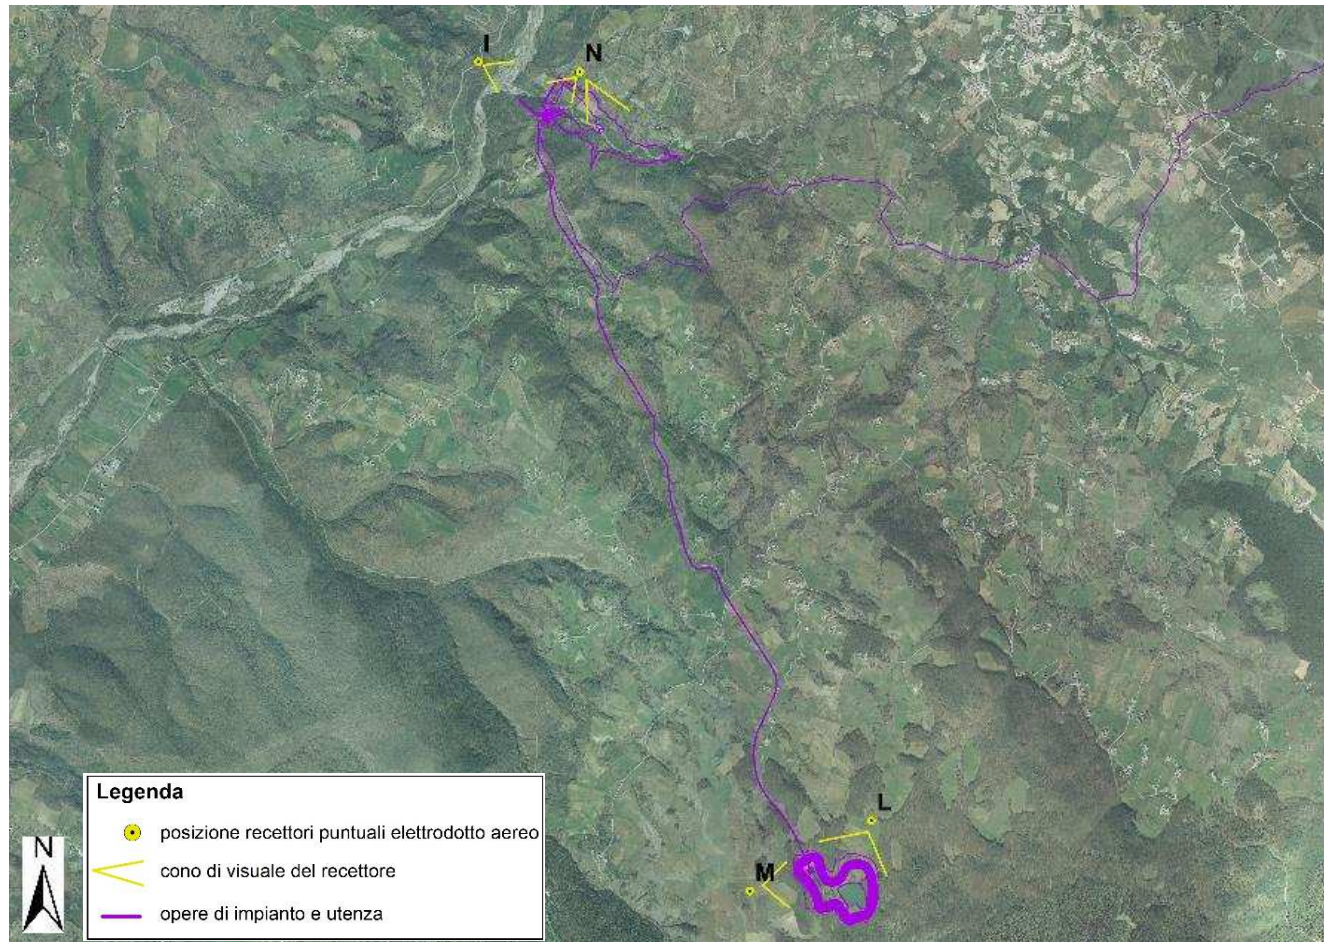 I
N
L
M
Legenda
posizione recettori puntuali elettrodotto aereo
cono di visuale del recettore
opere di impianto e utenza
N